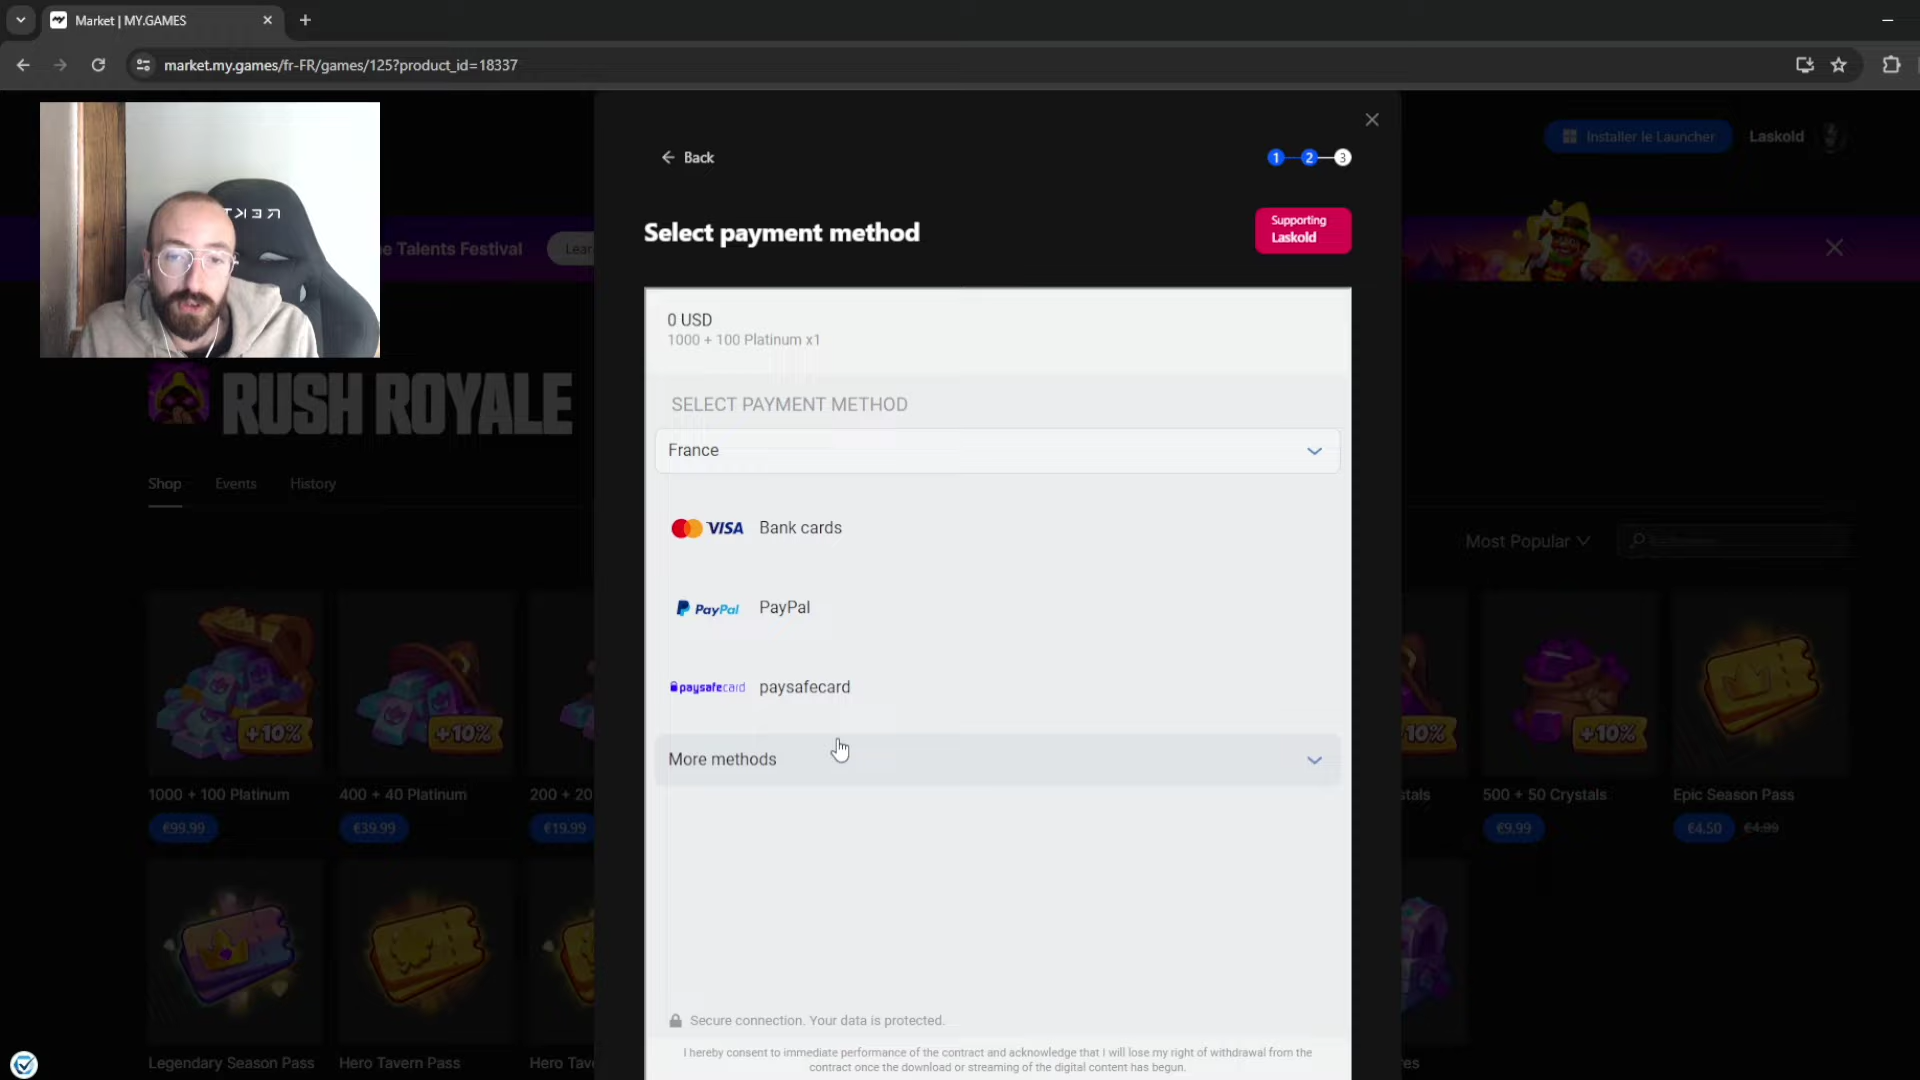 Market | MY.GAMES
market.my.games/fr-FR/games/125?product_id=18337
Installer le Launcher
Laskold
Back
1
2
3
Select payment method
Supporting
Laskold
Talents Festival
0 USD
1000 + 100 Platinum x1
SELECT PAYMENT METHOD
France
RUSH ROYALE
Shop
Events
History
VISA
Bank cards
Most Popular
PayPal
PayPal
paysafecard
paysafecard
More methods
+10%
+10%
10%
+10%
1000 + 100 Platinum
400 + 40 Platinum
200 + 20
500 + 50 Crystals
Epic Season Pass
€99.99
€39.99
€19.99
€9,99
€4.50
€4.99
Secure connection. Your data is protected.
I hereby consent to immediate performance of the contract and acknowledge that I will lose my right of withdrawal from the
contract once the download or streaming of the digital content has begun.
Legendary Season Pass
Hero Tavern Pass